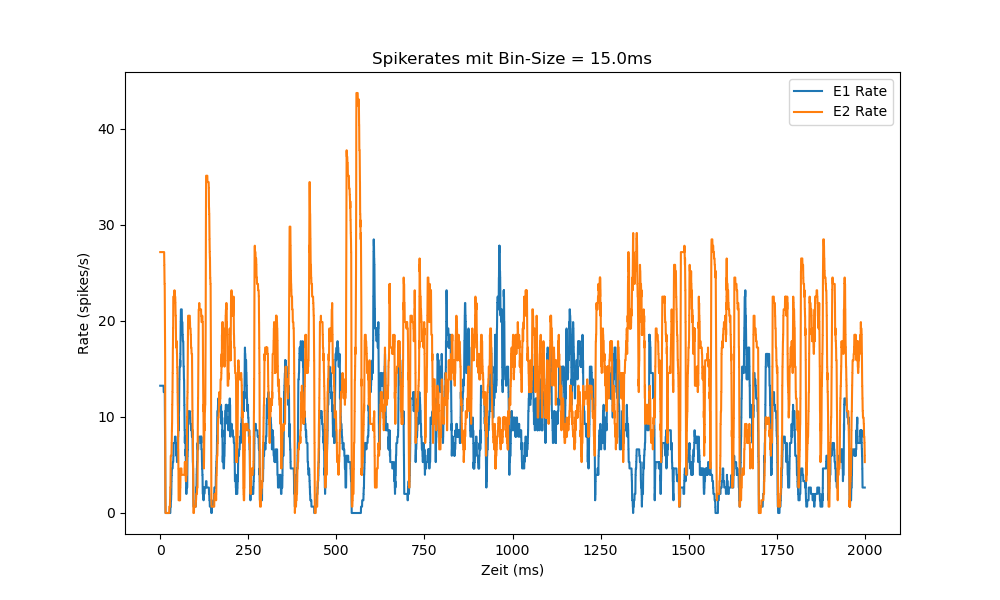 Spikerates mit Bin-Size = 15.0ms
E1 Rate
E2 Rate
Rate (spikes/s)
40
30
20
10
0
0 250 500 750 1000 1250 1500 1750 2000
Zeit (ms)